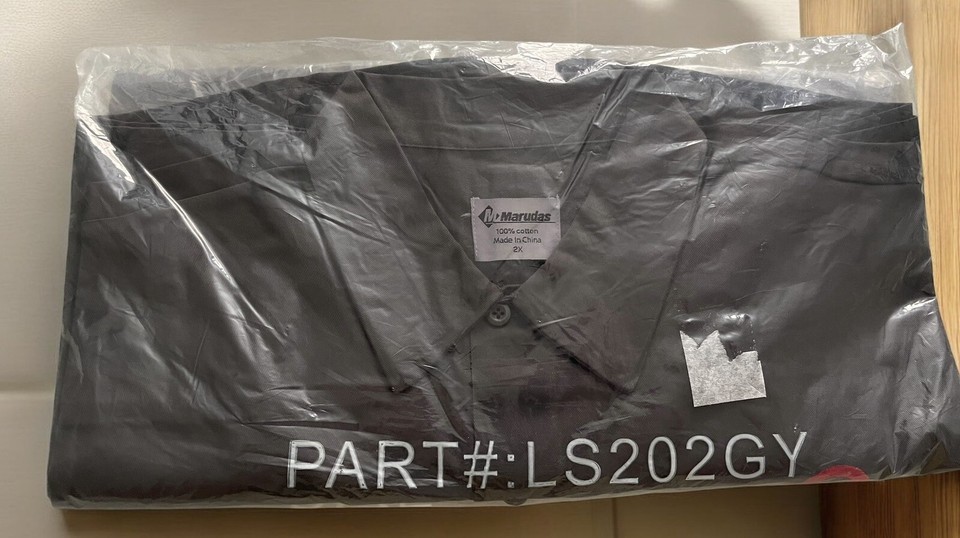 Marudas
100% cotton
Made In China
2X
PART#:LS202GY